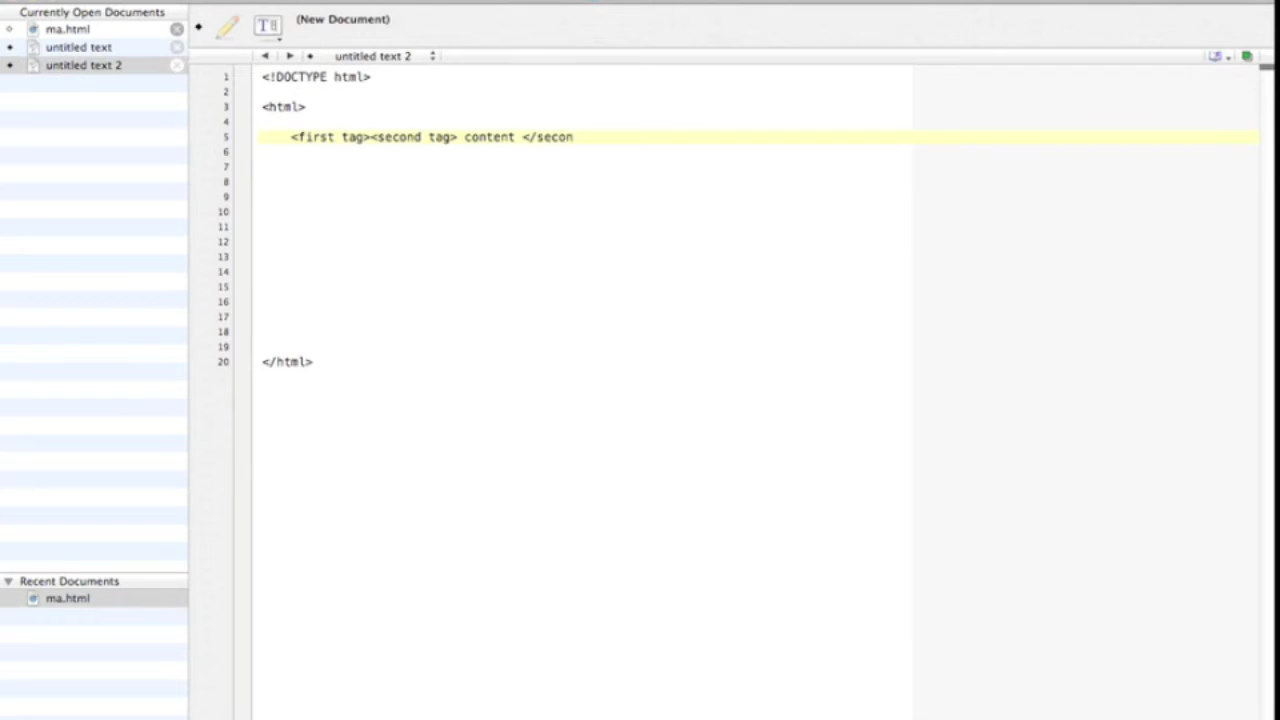 Currently Open Documents
ma.html
untitled text
untitled text 2
Recent Documents
ma.html
T
(New Document)
untitled text 2
1 <!DOCTYPE html>
2
3 <html>
4
5 <first tag><second tag> content </secon
6
7
8
9
10
11
12
13
14
15
16
17
18
19
20 </html>